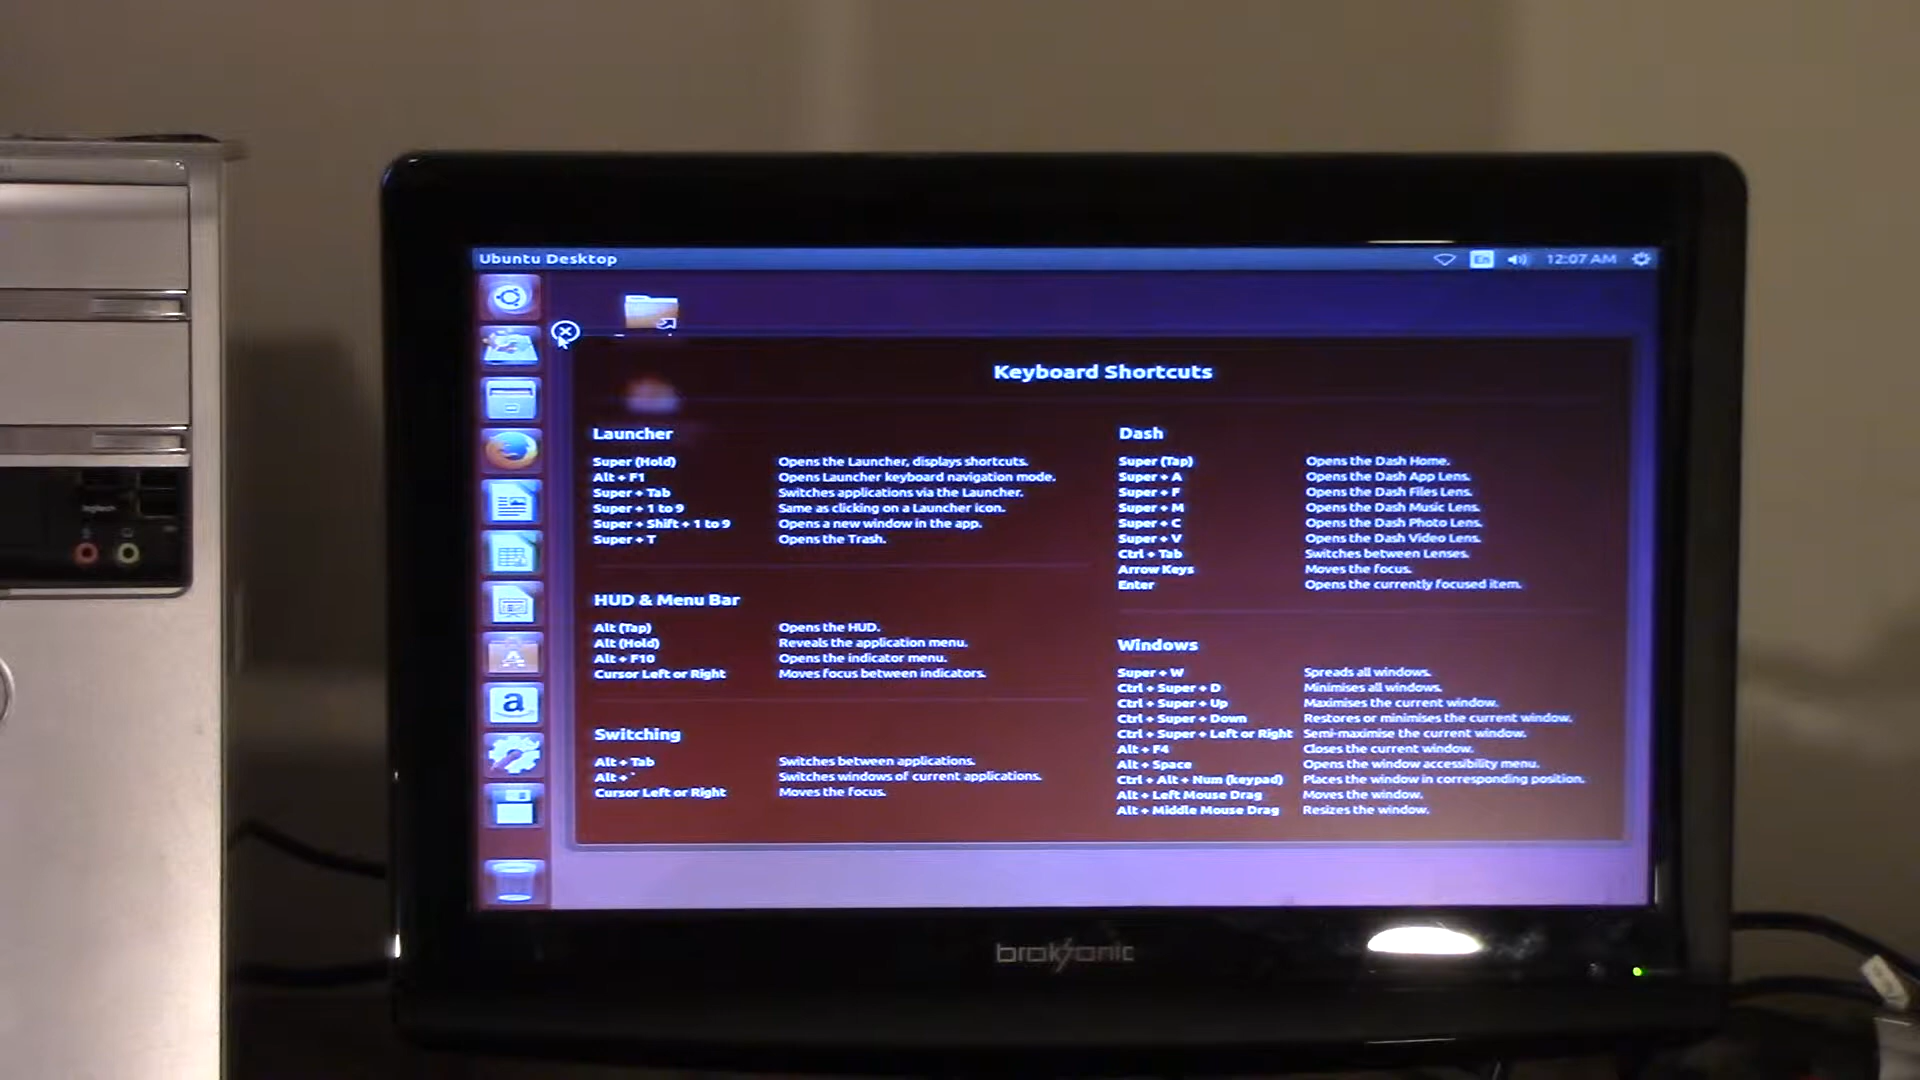 Ubuntu Desktop
En
12:07 AM
Keyboard Shortcuts
Launcher
Super (Hold) Opens the Launcher, displays shortcuts.
Alt + F1 Opens Launcher keyboard navigation mode.
Super + Tab Switches applications via the Launcher.
Super + 1 to 9 Same as clicking on a Launcher icon.
Super + Shift + 1 to 9 Opens a new window in the app.
Super + T Opens the Trash.
HUD & Menu Bar
Alt (Tap) Opens the HUD.
Alt (Hold) Reveals the application menu.
Alt + F10 Opens the indicator menu.
Cursor Left or Right Moves focus between indicators.
Switching
Alt + Tab Switches between applications.
Alt + ` Switches windows of current applications.
Cursor Left or Right Moves the focus.
Dash
Super (Tap) Opens the Dash Home.
Super + A Opens the Dash App Lens.
Super + F Opens the Dash Files Lens.
Super + M Opens the Dash Music Lens.
Super + C Opens the Dash Photo Lens.
Super + V Opens the Dash Video Lens.
Ctrl + Tab Switches between Lenses.
Arrow Keys Moves the focus.
Enter Opens the currently focused item.
Windows
Super + W Spreads all windows.
Ctrl + Super + D Minimises all windows.
Ctrl + Super + Up Maximises the current window.
Ctrl + Super + Down Restores or minimises the current window.
Ctrl + Super + Left or Right Semi-maximise the current window.
Alt + F4 Closes the current window.
Alt + Space Opens the window accessibility menu.
Ctrl + Alt + Num (keypad) Places the window in corresponding position.
Alt + Left Mouse Drag Moves the window.
Alt + Middle Mouse Drag Resizes the window.
a
broksonic